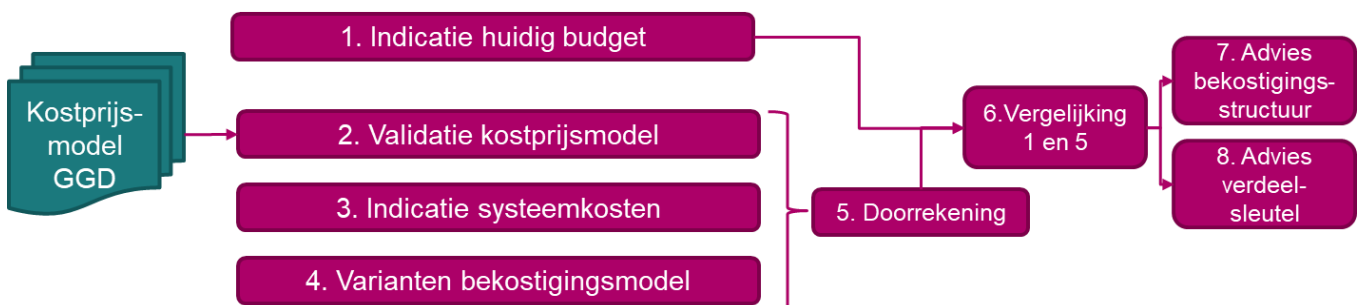 Kostprijs-
model
GGD
1. Indicatie huidig budget
2. Validatie kostprijsmodel
3. Indicatie systeemkosten
4. Varianten bekostigingsmodel
5. Doorrekening
6.Vergelijking
1 en 5
7. Advies
bekostigings-
structuur
8. Advies
verdeel-
sleutel